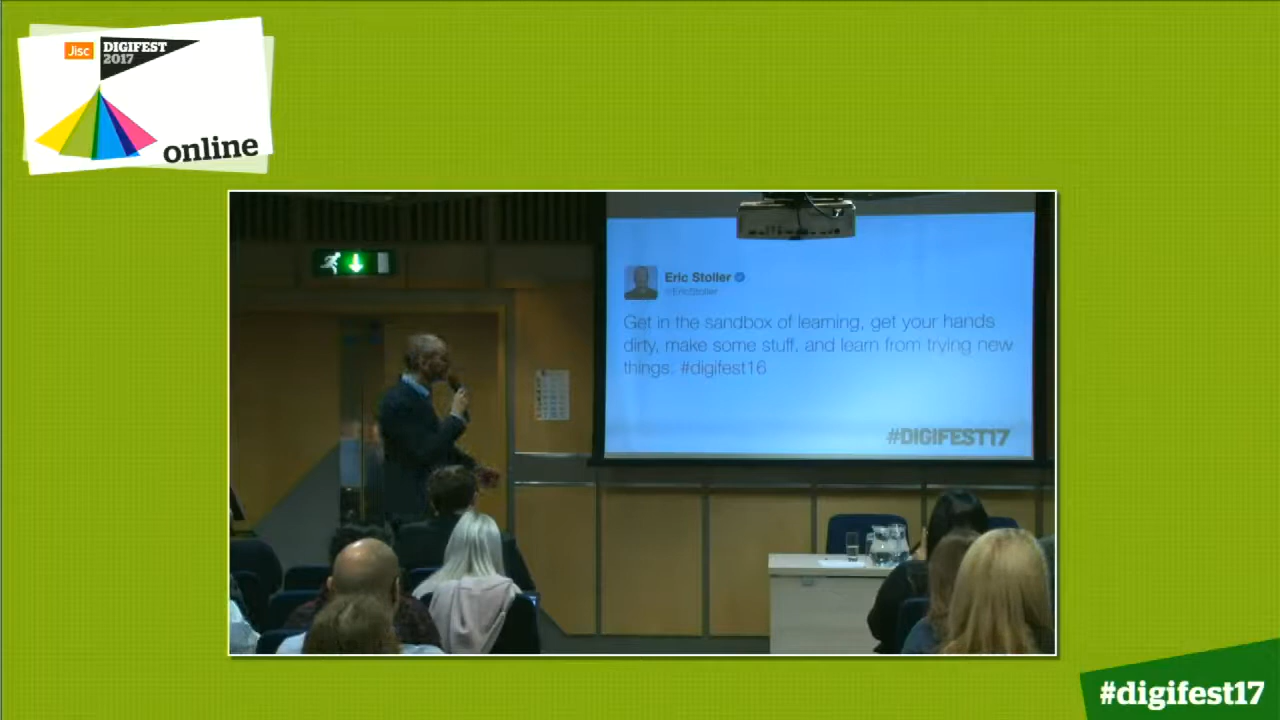 Jisc
DIGIFEST
2017
online
Eric Stoller
@EricStoller
Get in the sandbox of learning, get your hands
dirty, make some stuff, and learn from trying new
things. #digifest16
#DIGIFEST17
#digifest17